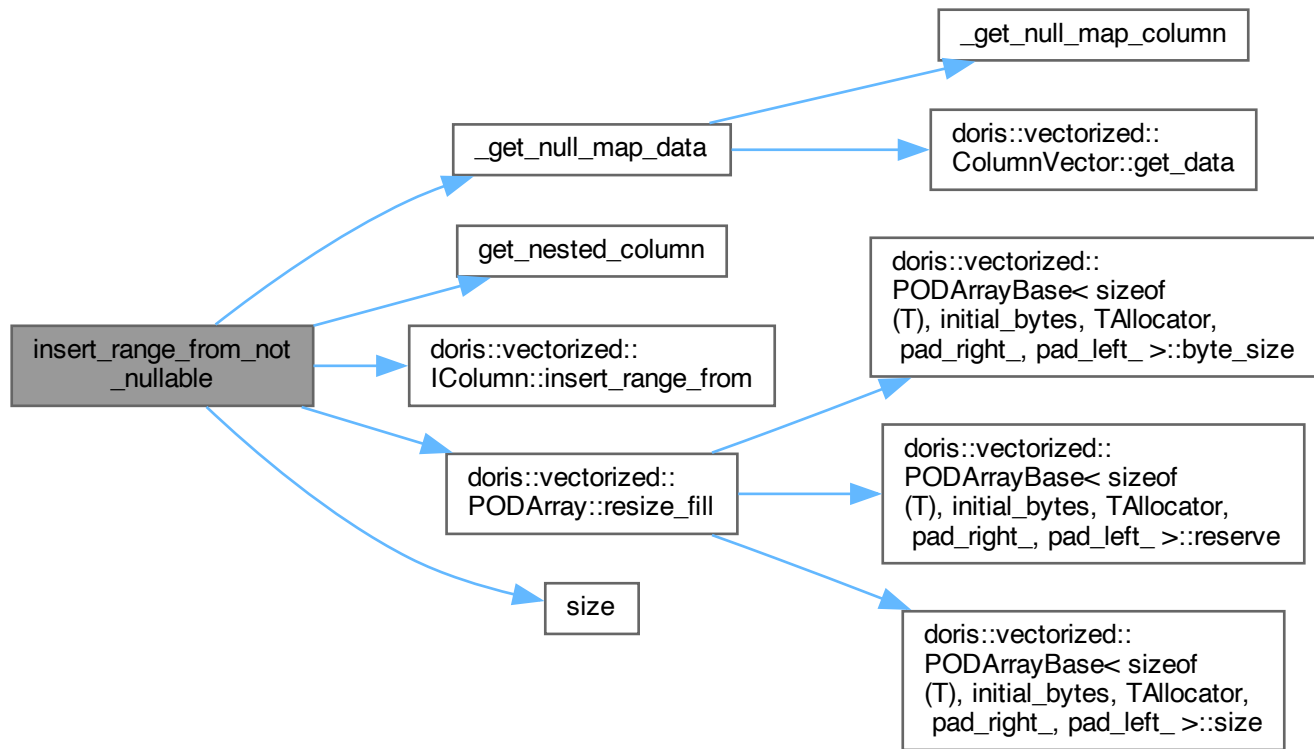 insert_range_from_not
_nullable
_get_null_map_data
get_nested_column
doris::vectorized::
IColumn::insert_range_from
doris::vectorized::
PODArray::resize_fill
size
_get_null_map_column
doris::vectorized::
ColumnVector::get_data
doris::vectorized::
PODArrayBase< sizeof
(T), initial_bytes, TAllocator,
pad_right_, pad_left_ >::byte_size
doris::vectorized::
PODArrayBase< sizeof
(T), initial_bytes, TAllocator,
pad_right_, pad_left_ >::reserve
doris::vectorized::
PODArrayBase< sizeof
(T), initial_bytes, TAllocator,
pad_right_, pad_left_ >::size